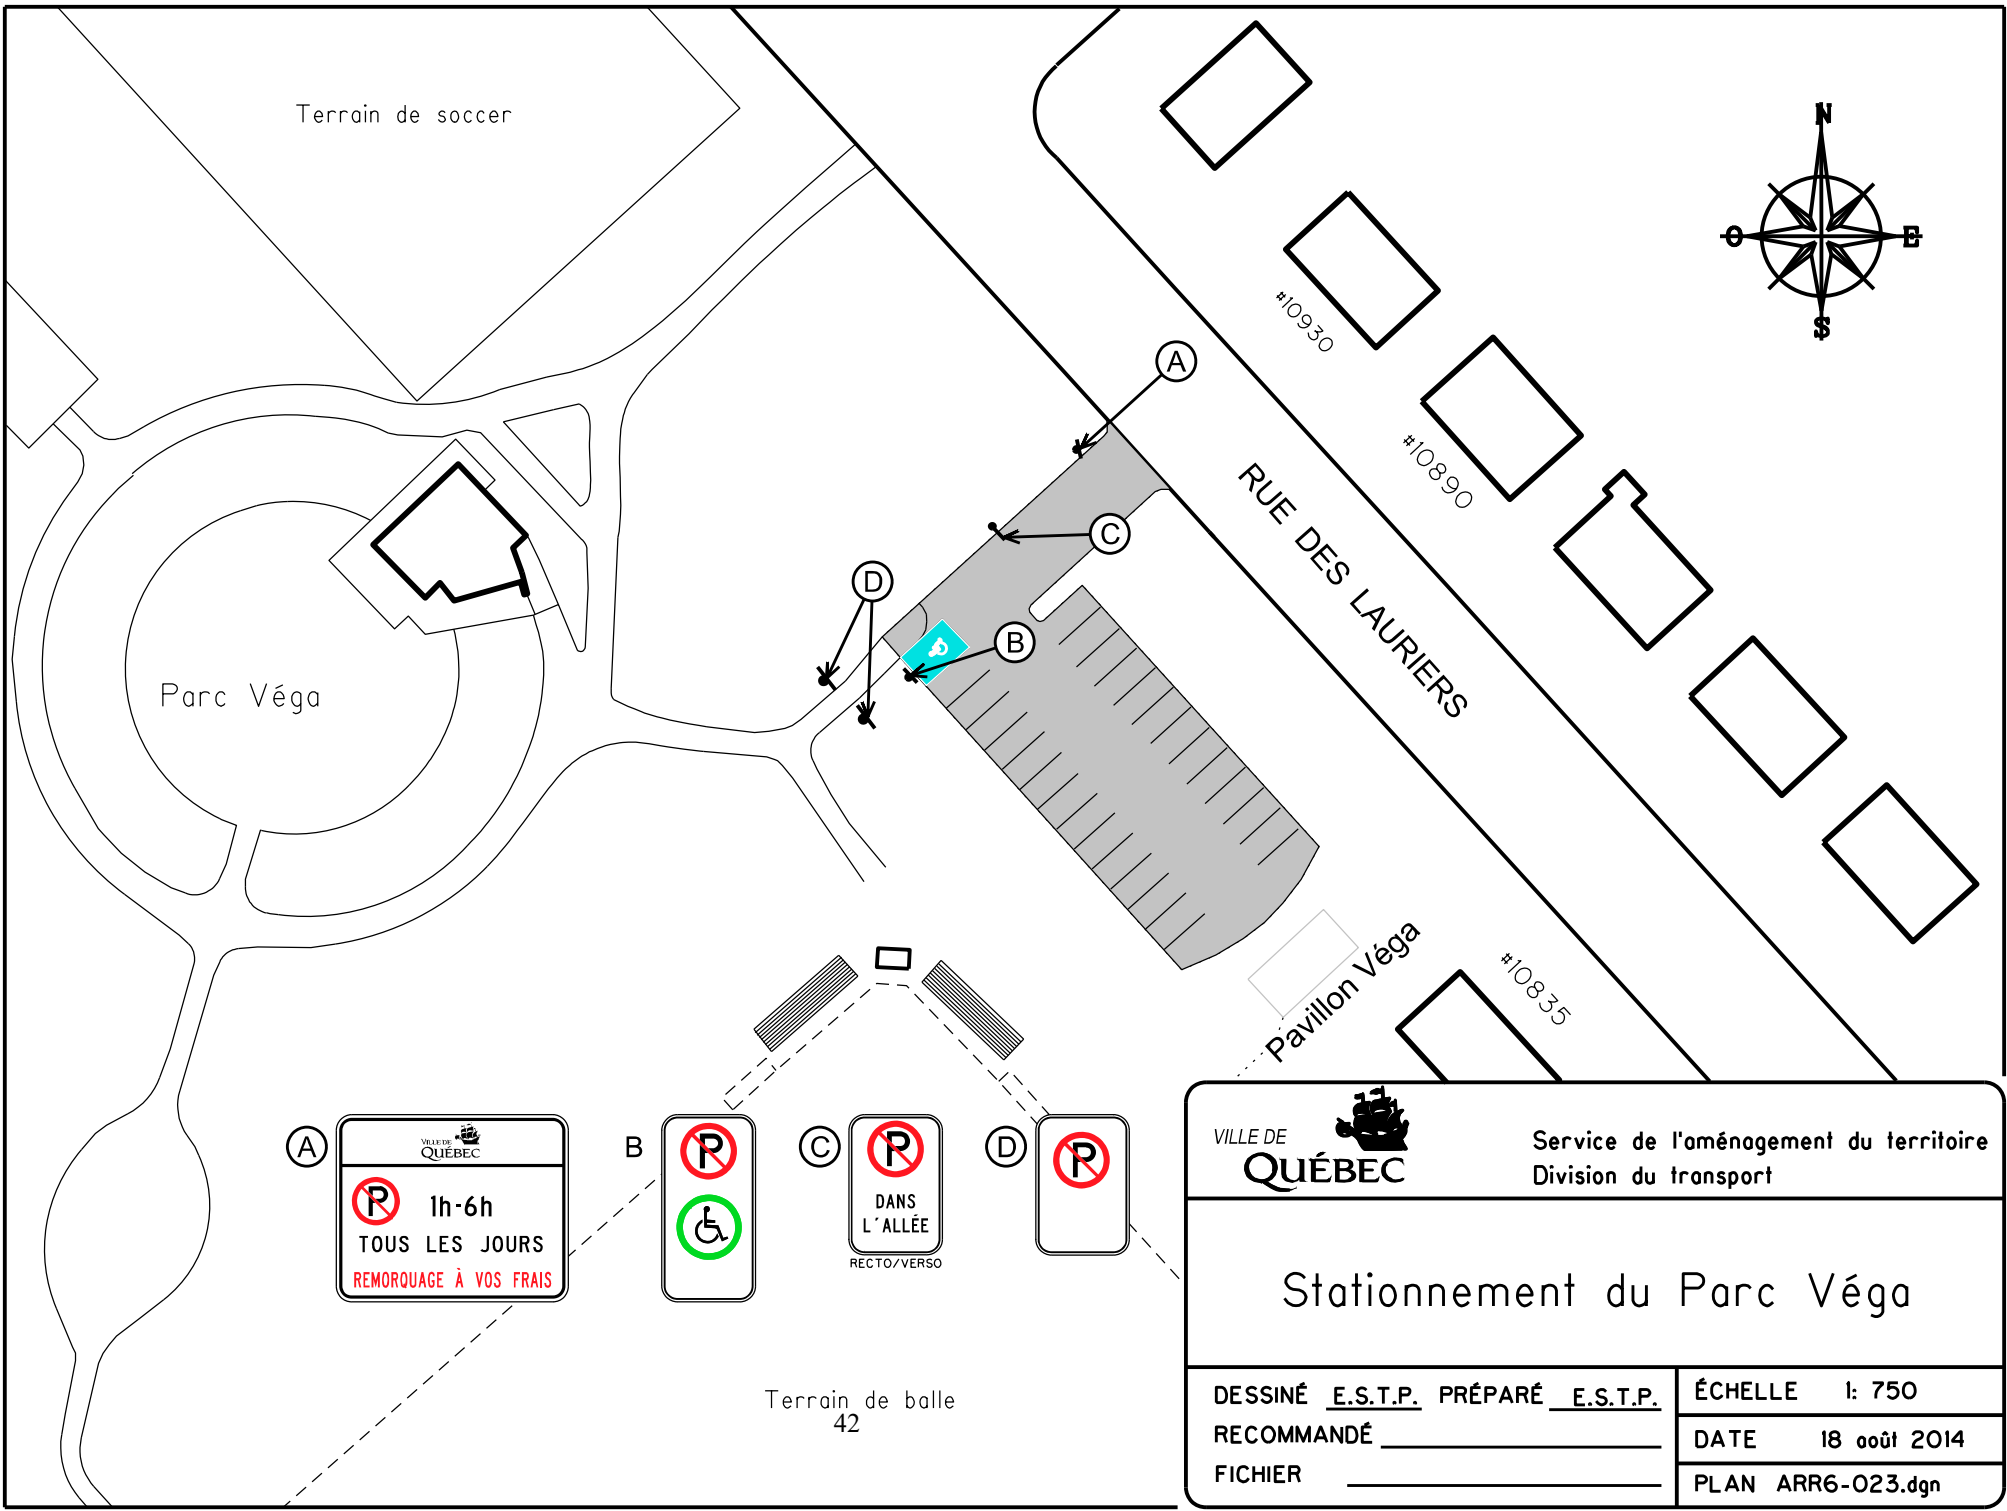 Terrain de soccer
N
O
E
S
#10930
A
#10890
RUE DES LAURIERS
C
D
B
Parc Véga
Pavillon Véga
#10835
A
VILLE DE
QUÉBEC
P
1h-6h
TOUS LES JOURS
REMORQUAGE À VOS FRAIS
B
P
C
P
DANS
L'ALLÉE
RECTO/VERSO
D
P
Terrain de balle
42
VILLE DE
QUÉBEC
Service de l'aménagement du territoire
Division du transport
Stationnement du Parc Véga
DESSINÉ E.S.T.P. PRÉPARÉ E.S.T.P.
RECOMMANDÉ
FICHIER
ÉCHELLE 1: 750
DATE 18 août 2014
PLAN ARR6-023.dgn